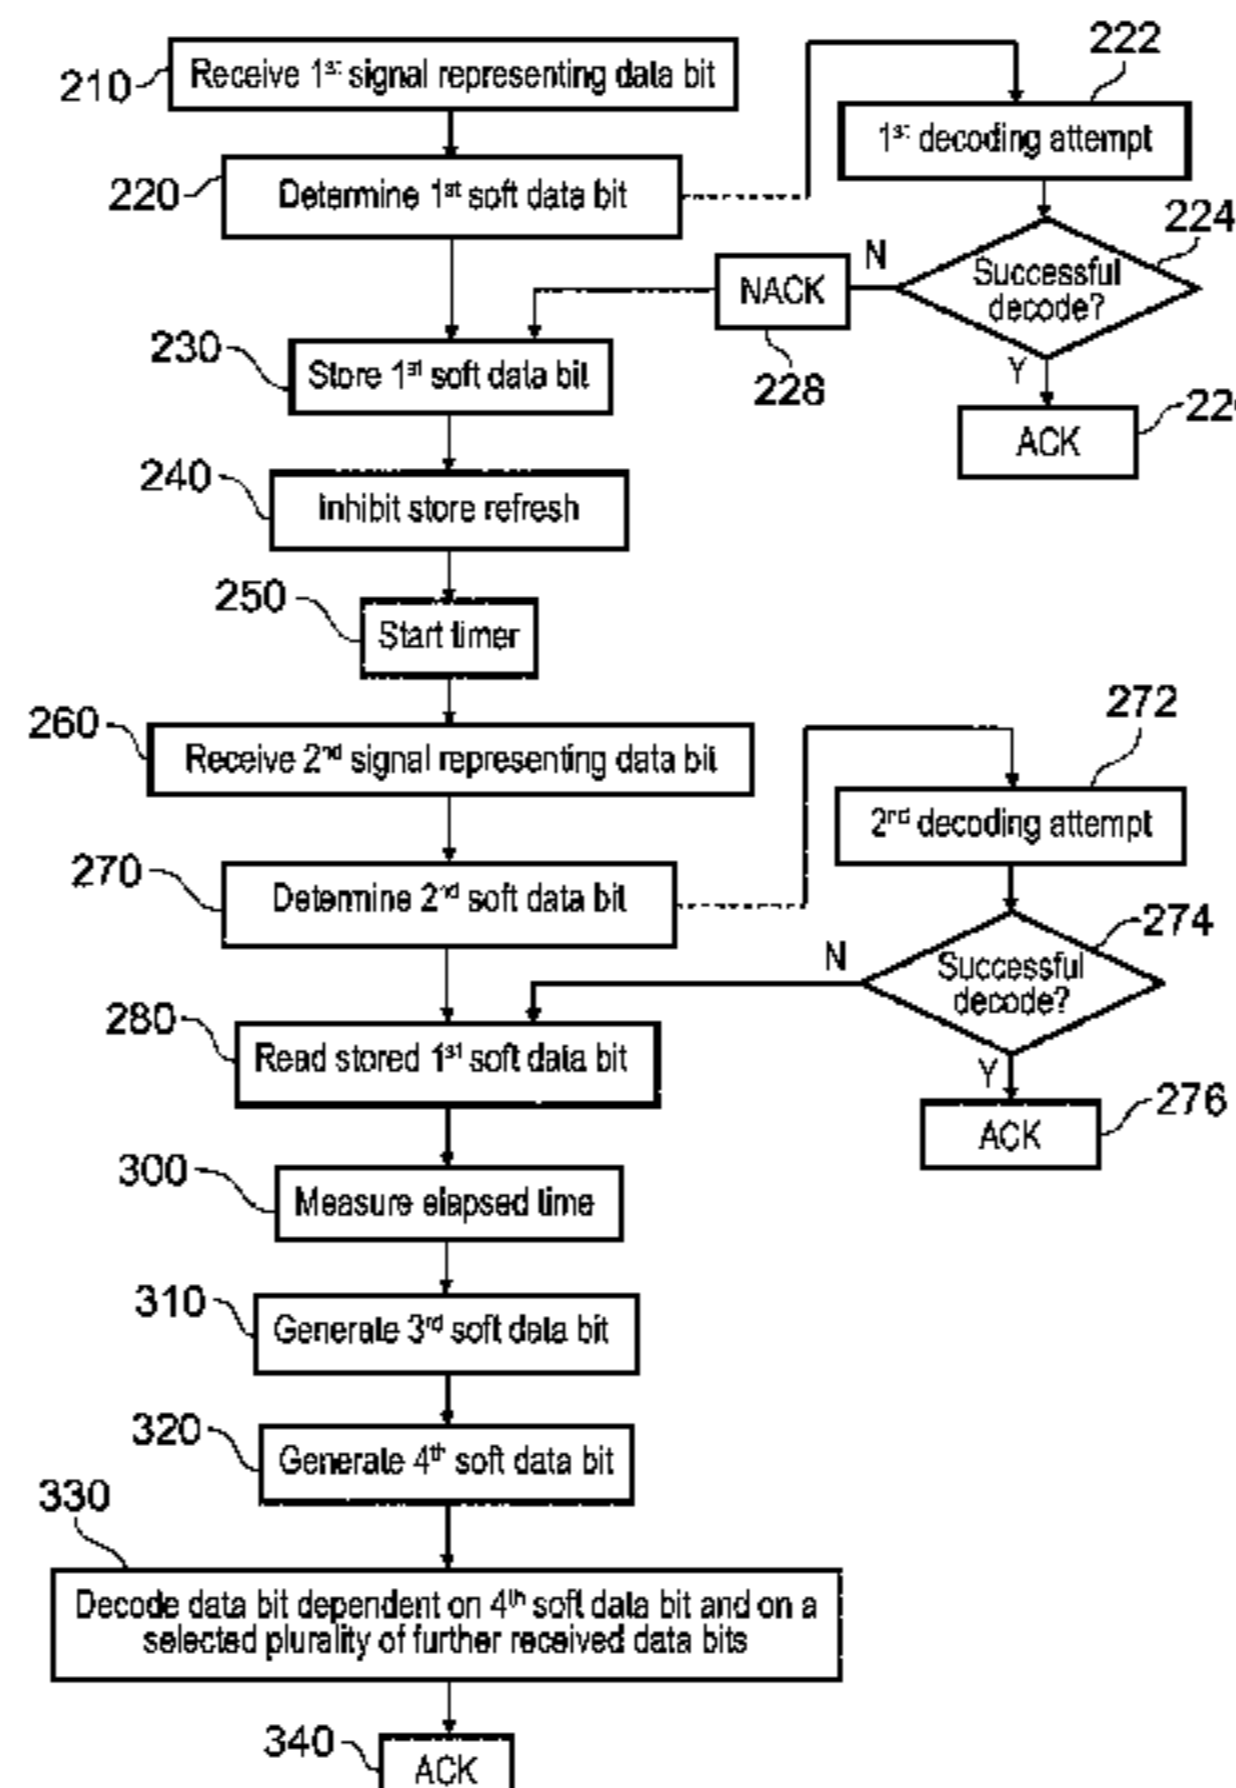 210
Receive 1st signal representing data bit
222
1st decoding attempt
220
Determine 1st soft data bit
224
Successful
decode?
N
NACK
228
Y
230
Store 1st soft data bit
ACK
240
Inhibit store refresh
250
Start timer
260
Receive 2nd signal representing data bit
272
2nd decoding attempt
270
Determine 2nd soft data bit
274
Successful
decode?
N
Y
280
Read stored 1st soft data bit
276
ACK
300
Measure elapsed time
310
Generate 3rd soft data bit
320
Generate 4th soft data bit
330
Decode data bit dependent on 4th soft data bit and on a
selected plurality of further received data bits
340
ACK